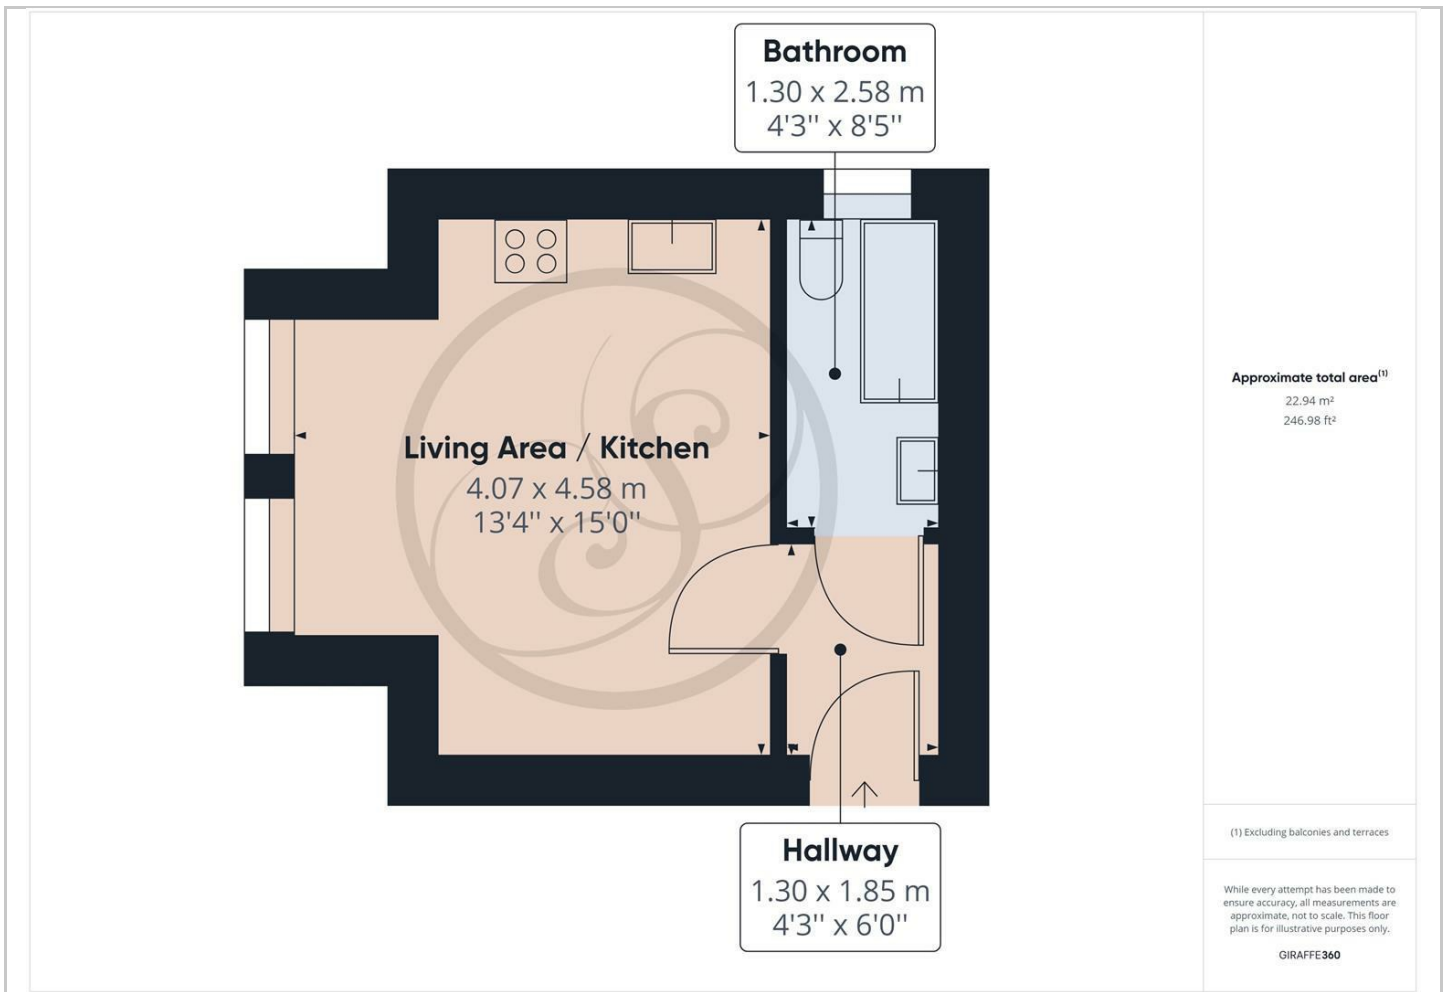 Bathroom
1.30 x 2.58 m
4'3" x 8'5"
Living Area / Kitchen
4.07 x 4.58 m
13'4" x 15'0"
Hallway
1.30 x 1.85 m
4'3" x 6'0"
Approximate total area(1)
22.94 m²
246.98 ft²
(1) Excluding balconies and terraces
While every attempt has been made to
ensure accuracy, all measurements are
approximate, not to scale. This floor
plan is for illustrative purposes only.
GIRAFFE360